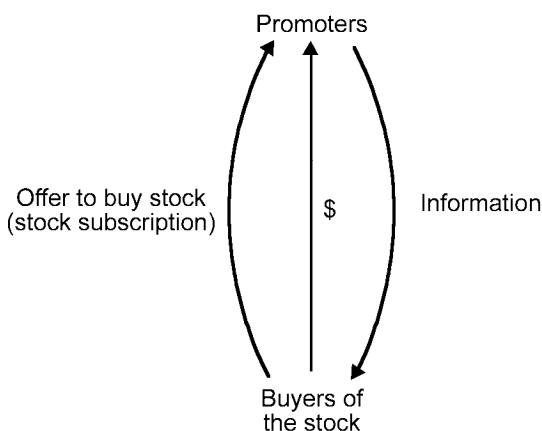 Promoters
Offer to buy stock
(stock subscription)
$
Information
Buyers of
the stock